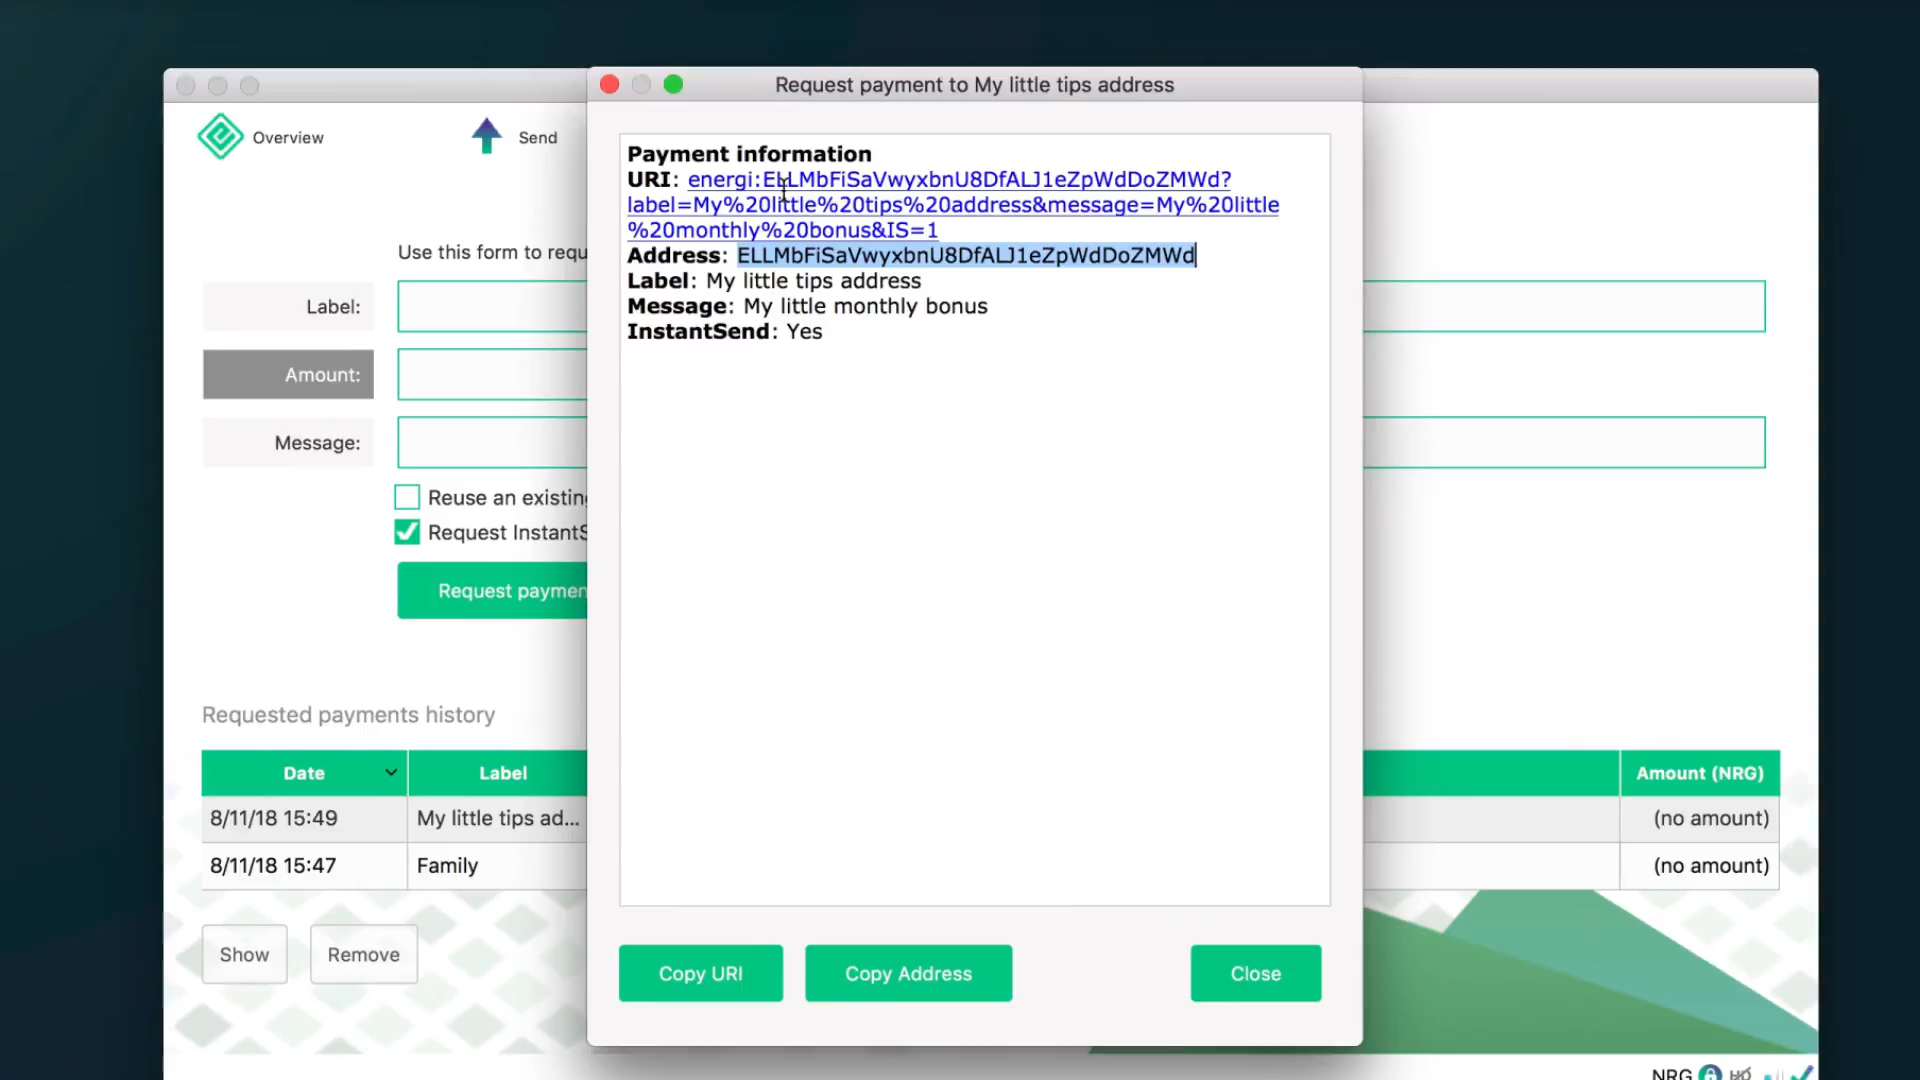 Request payment to My little tips address
Overview
Send
Payment information
URI: energi:ELLMbFiSaVwyxbnU8DfALJ1eZpWdDoZMWd?
label=My%20little%20tips%20address&message=My%20little
%20monthly%20bonus&IS=1
Address: ELLMbFiSaVwyxbnU8DfALJ1eZpWdDoZMWd
Label: My little tips address
Message: My little monthly bonus
InstantSend: Yes
Use this form to requ
Label:
Amount:
Message:
Reuse an existin
Request InstantS
Request paymen
Requested payments history
Date Label Amount (NRG)
8/11/18 15:49 My little tips ad... (no amount)
8/11/18 15:47 Family (no amount)
Show Remove
Copy URI Copy Address Close
NRG